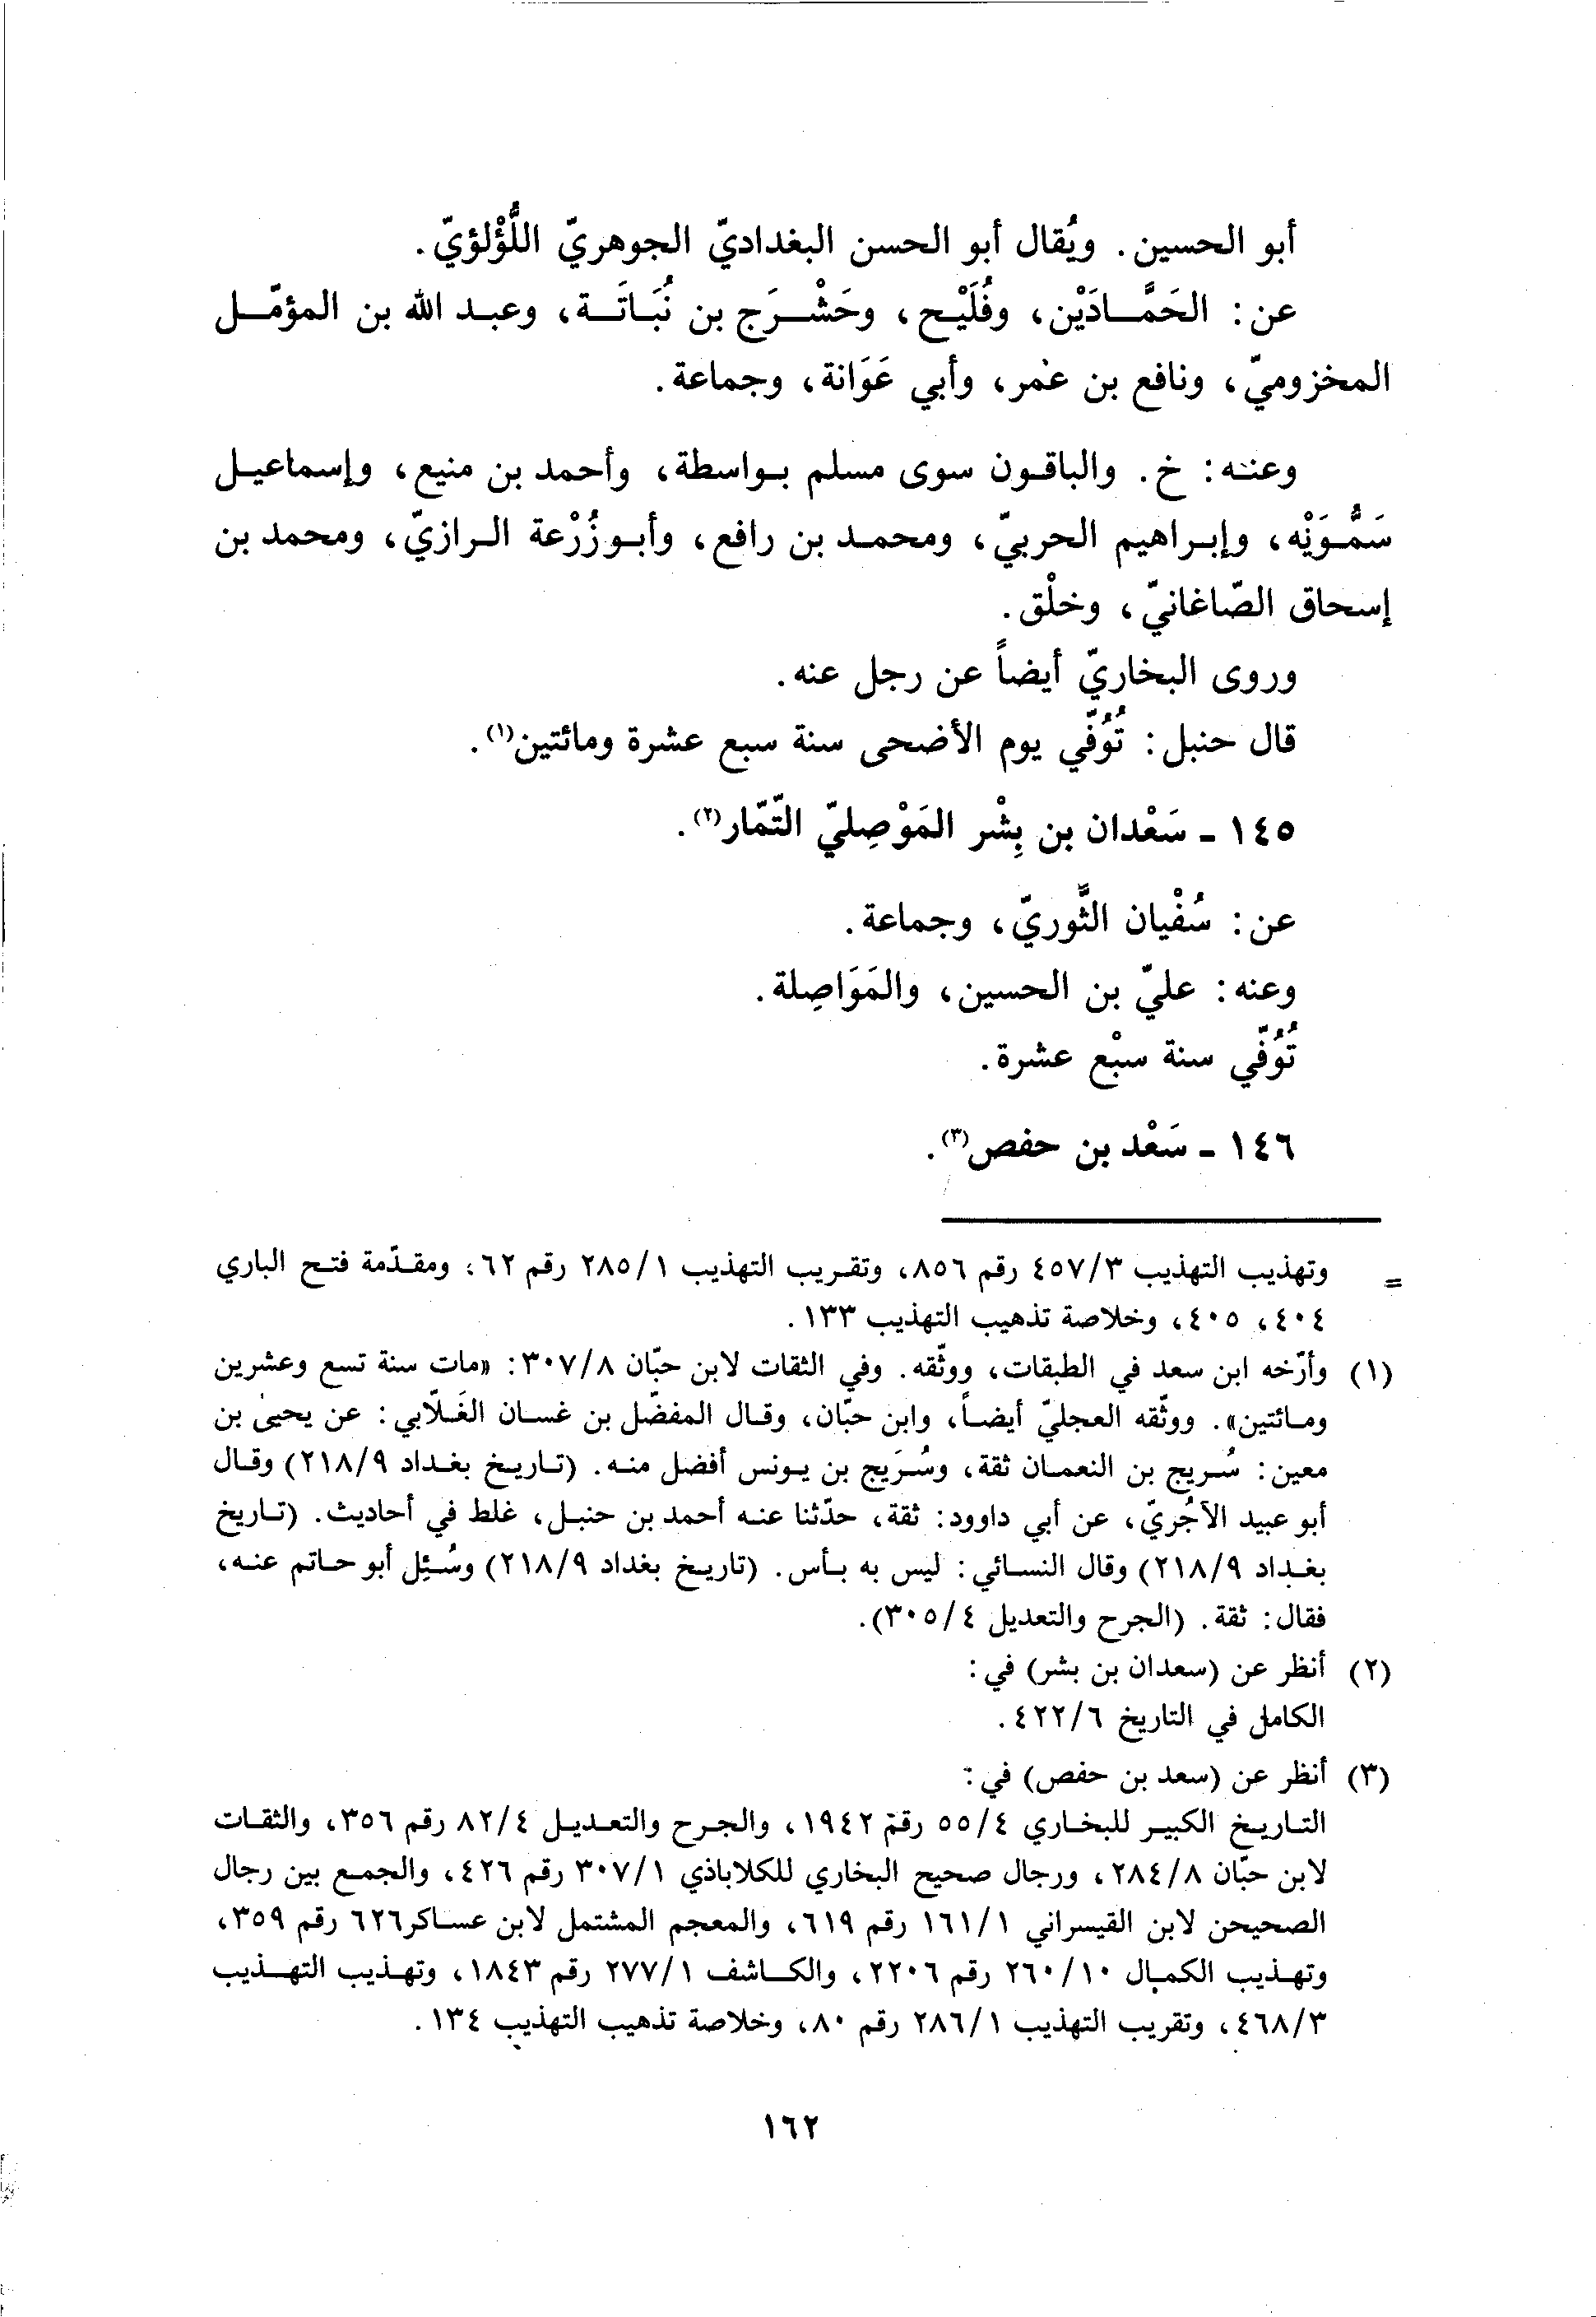 أبو الحسين. ويُقال أبو الحسن البغداديّ الجوهريّ اللُّؤْلؤيّ.
عن: الحَمَّادَيْن، وفُلَيْح، وحَشْرَج بن نُبَاتَة، وعبد الله بن المؤمّل
المخزوميّ، ونافع بن عُمر، وأبي عَوَانة، وجماعة.
وعنه: خ. والباقون سوى مسلم بواسطة، وأحمد بن منيع، وإسماعيل
سَمُّوَيْه، وإبراهيم الحربيّ، ومحمد بن رافع، وأبو زُرْعة الرازيّ، ومحمد بن
إسحاق الصّاغانيّ، وخلْق.
وروى البخاريّ أيضاً عن رجل عنه.
قال حنبل: تُوُفّي يوم الأضحى سنة سبع عشرة ومائتين(١).
١٤٥ - سَعْدان بن بِشْر المَوْصِليّ التّمّار(٢).
عن: سُفْيان الثَّوريّ، وجماعة.
وعنه: عليّ بن الحسين، والمَوَاصِلة.
تُوُفّي سنة سبْع عشرة.
١٤٦ - سَعْد بن حفص(٣).
= وتهذيب التهذيب ٤٥٧/٣ رقم ٨٥٦، وتقريب التهذيب ٢٨٥/١ رقم ٦٢، ومقدّمة فتح الباري
٤٠٤، ٤٠٥، وخلاصة تذهيب التهذيب ١٣٣.
(١) وأرّخه ابن سعد في الطبقات، ووثّقه. وفي الثقات لابن حبّان ٣٠٧/٨: «مات سنة تسع وعشرين
ومائتين». ووثّقه العجليّ أيضاً، وابن حبّان، وقال المفضّل بن غسان الغَلّابي: عن يحيىٰ بن
معين: سُريج بن النعمان ثقة، وسُرَيج بن يونس أفضل منه. (تاريخ بغداد ٢١٨/٩) وقال
أبو عبيد الآجُريّ، عن أبي داوود: ثقة، حدّثنا عنه أحمد بن حنبل، غلط في أحاديث. (تاريخ
بغداد ٢١٨/٩) وقال النسائي: ليس به بأس. (تاريخ بغداد ٢١٨/٩) وسُئِل أبو حاتم عنه،
فقال: ثقة. (الجرح والتعديل ٣٠٥/٤).
(٢) أنظر عن (سعدان بن بشر) في:
الكامل في التاريخ ٤٢٢/٦.
(٣) أنظر عن (سعد بن حفص) في:
التاريخ الكبير للبخاري ٥٥/٤ رقم ١٩٤٢، والجرح والتعديل ٨٢/٤ رقم ٣٥٦، والثقات
لابن حبّان ٢٨٤/٨، ورجال صحيح البخاري للكلاباذي ٣٠٧/١ رقم ٤٢٦، والجمع بين رجال
الصحيحن لابن القيسراني ١٦١/١ رقم ٦١٩، والمعجم المشتمل لابن عساكر٦٢٦ رقم ٣٥٩،
وتهذيب الكمال ٢٦٠/١٠ رقم ٢٢٠٦، والكاشف ٢٧٧/١ رقم ١٨٤٣، وتهذيب التهذيب
٤٦٨/٣، وتقريب التهذيب ٢٨٦/١ رقم ٨٠، وخلاصة تذهيب التهذيب ١٣٤.
١٦٢